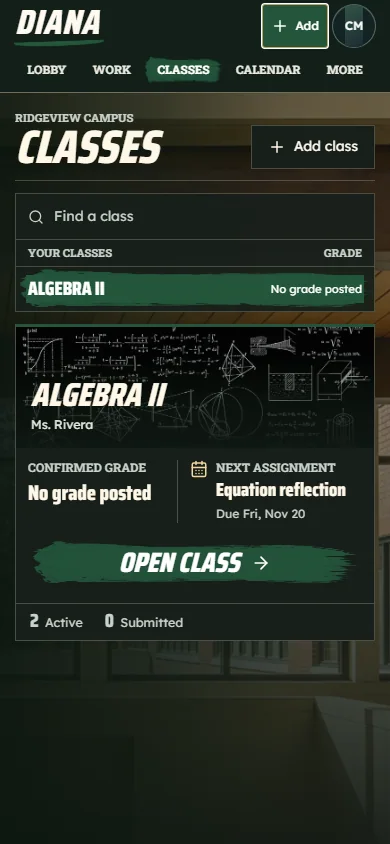 DIANA
Add
CM
LOBBY
WORK
CLASSES
CALENDAR
MORE
RIDGEVIEW CAMPUS
CLASSES
Add class
Find a class
YOUR CLASSES
GRADE
ALGEBRA II
No grade posted
ALGEBRA II
Ms. Rivera
CONFIRMED GRADE
No grade posted
NEXT ASSIGNMENT
Equation reflection
Due Fri, Nov 20
OPEN CLASS
2 Active
0 Submitted